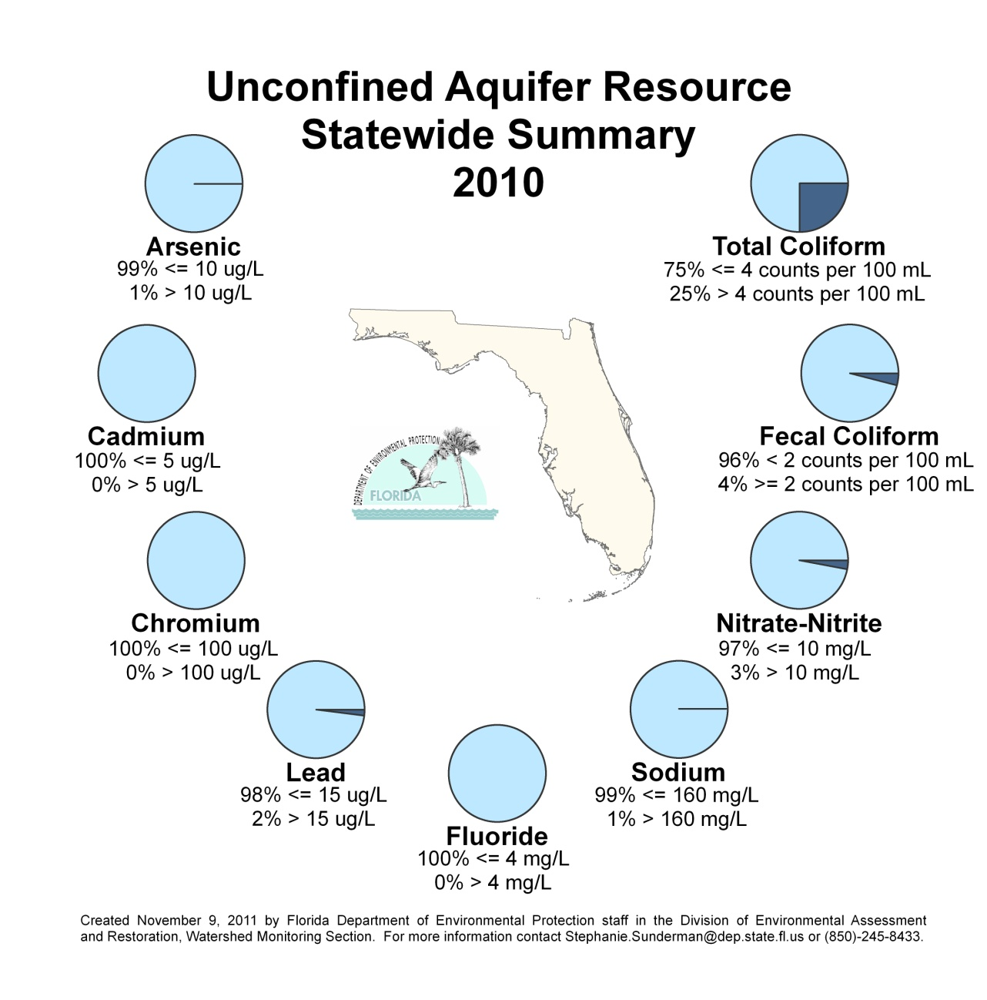 Unconfined Aquifer Resource
Statewide Summary
2010
Arsenic
99% <= 10 ug/L
1% > 10 ug/L
Total Coliform
75% <= 4 counts per 100 mL
25% > 4 counts per 100 mL
Cadmium
100% <= 5 ug/L
0% > 5 ug/L
Fecal Coliform
96% < 2 counts per 100 mL
4% >= 2 counts per 100 mL
DEPARTMENT OF ENVIRONMENTAL PROTECTION
FLORIDA
Chromium
100% <= 100 ug/L
0% > 100 ug/L
Nitrate-Nitrite
97% <= 10 mg/L
3% > 10 mg/L
Lead
98% <= 15 ug/L
2% > 15 ug/L
Sodium
99% <= 160 mg/L
1% > 160 mg/L
Fluoride
100% <= 4 mg/L
0% > 4 mg/L
Created November 9, 2011 by Florida Department of Environmental Protection staff in the Division of Environmental Assessment
and Restoration, Watershed Monitoring Section.  For more information contact Stephanie.Sunderman@dep.state.fl.us or (850)-245-8433.